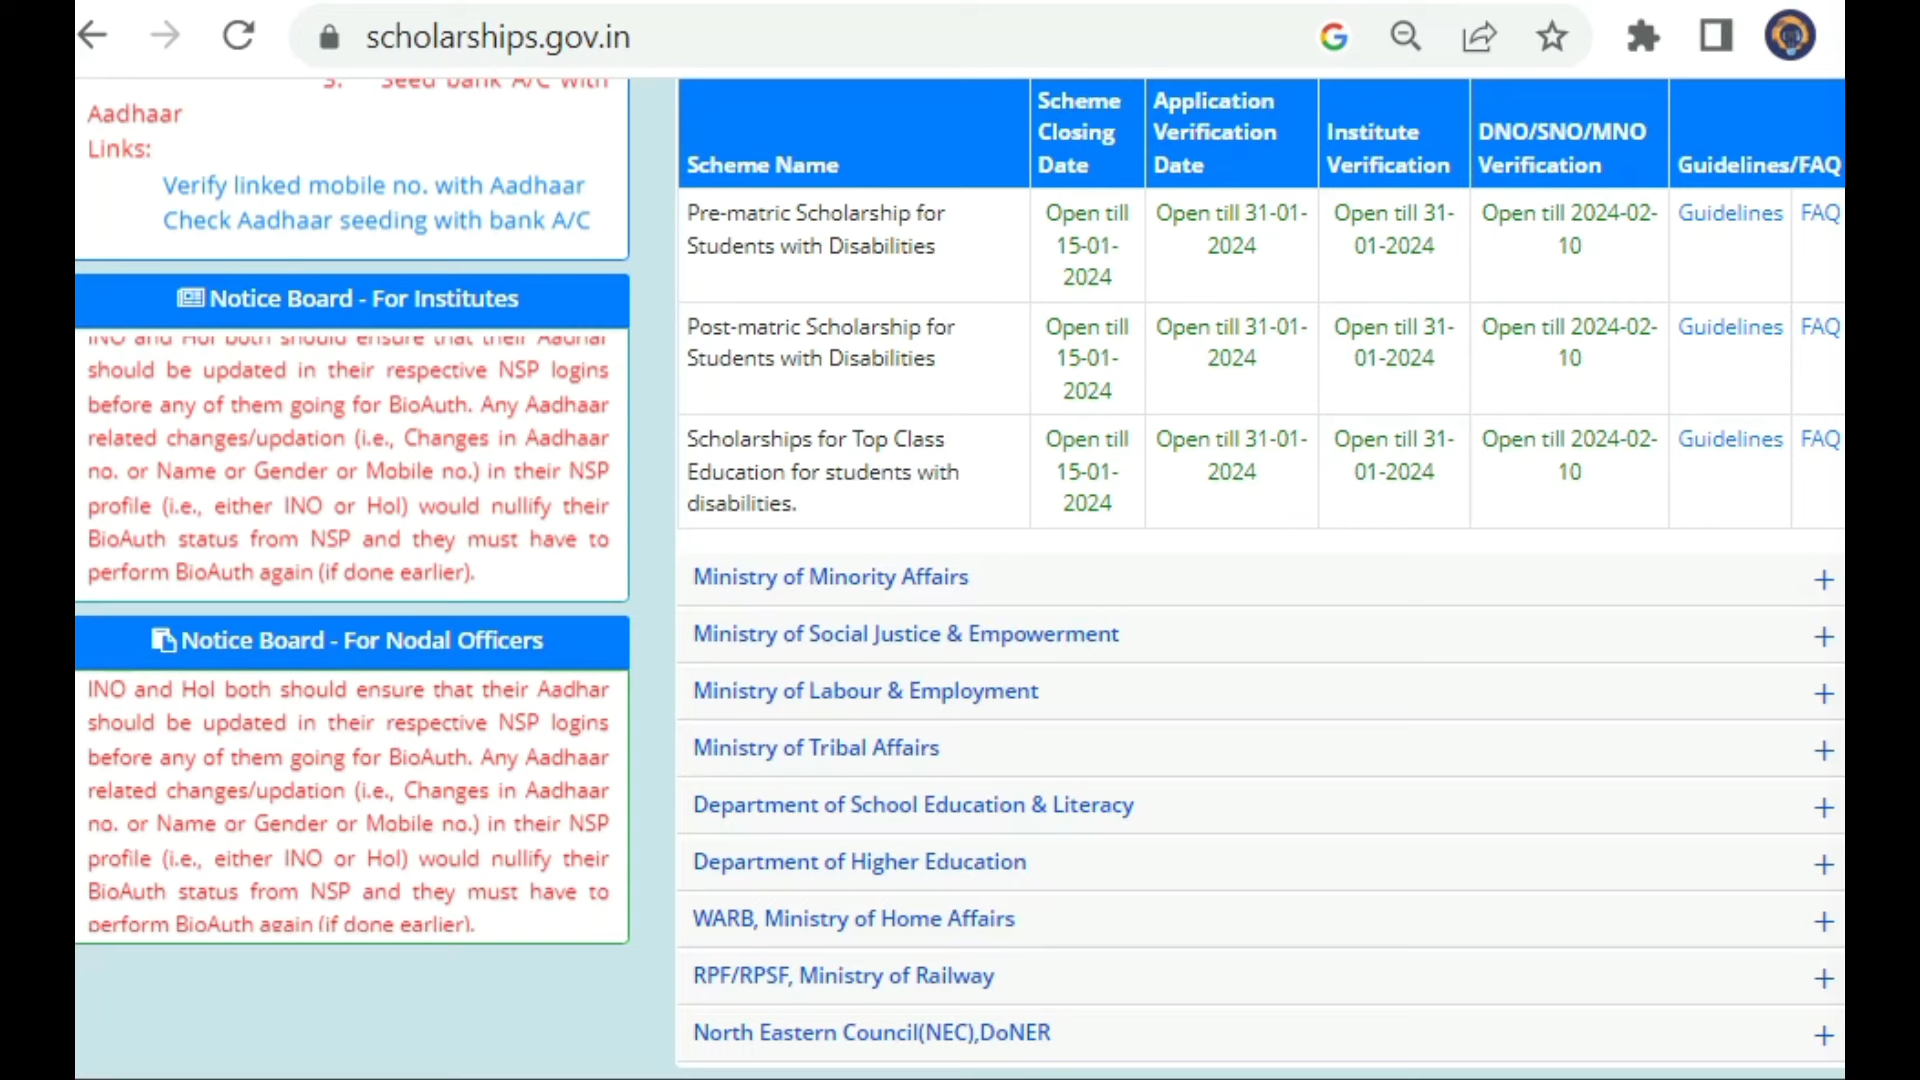 scholarships.gov.in
3. Seed bank A/C with
Aadhaar
Links:
Verify linked mobile no. with Aadhaar
Check Aadhaar seeding with bank A/C
Notice Board - For Institutes
INO and HoI both should ensure that their Aadhar
should be updated in their respective NSP logins
before any of them going for BioAuth. Any Aadhaar
related changes/updation (i.e., Changes in Aadhaar
no. or Name or Gender or Mobile no.) in their NSP
profile (i.e., either INO or HoI) would nullify their
BioAuth status from NSP and they must have to
perform BioAuth again (if done earlier).
Notice Board - For Nodal Officers
INO and HoI both should ensure that their Aadhar
should be updated in their respective NSP logins
before any of them going for BioAuth. Any Aadhaar
related changes/updation (i.e., Changes in Aadhaar
no. or Name or Gender or Mobile no.) in their NSP
profile (i.e., either INO or HoI) would nullify their
BioAuth status from NSP and they must have to
perform BioAuth again (if done earlier).
Scheme Name
Scheme
Closing
Date
Application
Verification
Date
Institute
Verification
DNO/SNO/MNO
Verification
Guidelines/FAQ
Pre-matric Scholarship for
Students with Disabilities
Open till
15-01-
2024
Open till 31-01-
2024
Open till 31-
01-2024
Open till 2024-02-
10
Guidelines
FAQ
Post-matric Scholarship for
Students with Disabilities
Open till
15-01-
2024
Open till 31-01-
2024
Open till 31-
01-2024
Open till 2024-02-
10
Guidelines
FAQ
Scholarships for Top Class
Education for students with
disabilities.
Open till
15-01-
2024
Open till 31-01-
2024
Open till 31-
01-2024
Open till 2024-02-
10
Guidelines
FAQ
Ministry of Minority Affairs +
Ministry of Social Justice & Empowerment +
Ministry of Labour & Employment +
Ministry of Tribal Affairs +
Department of School Education & Literacy +
Department of Higher Education +
WARB, Ministry of Home Affairs +
RPF/RPSF, Ministry of Railway +
North Eastern Council(NEC),DoNER +